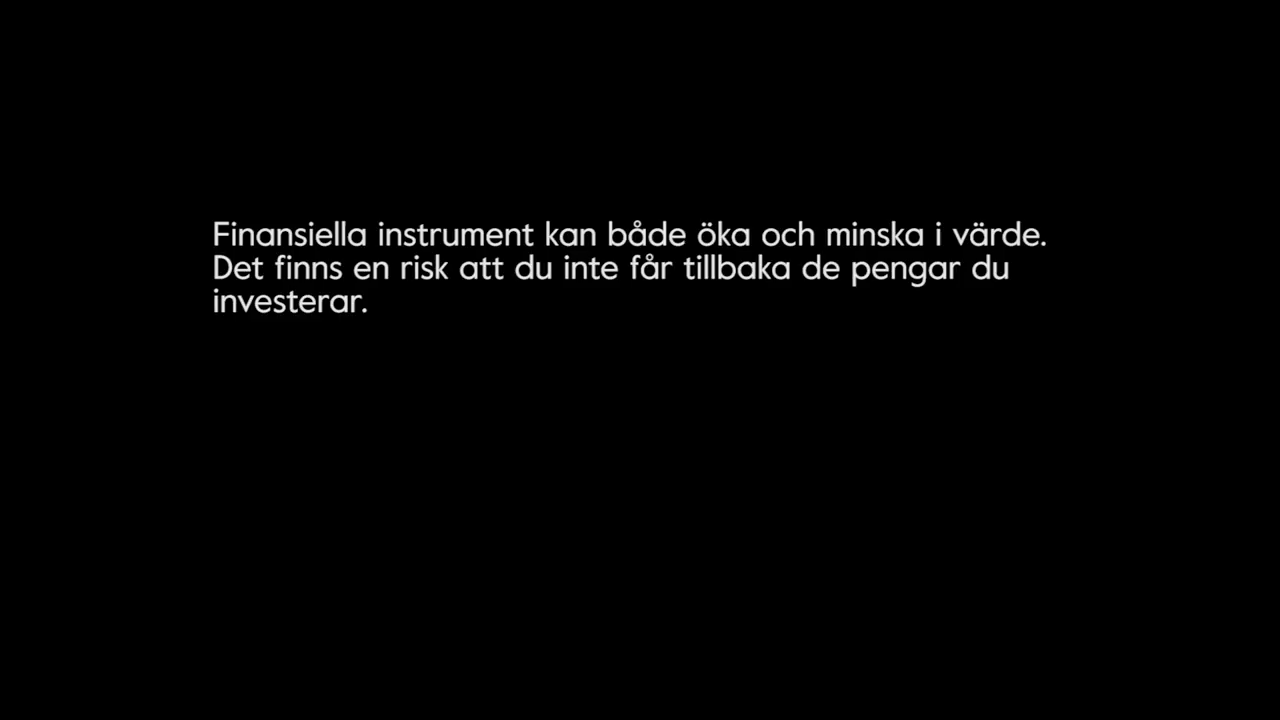 Finansiella instrument kan både öka och minska i värde.
Det finns en risk att du inte får tillbaka de pengar du
investerar.